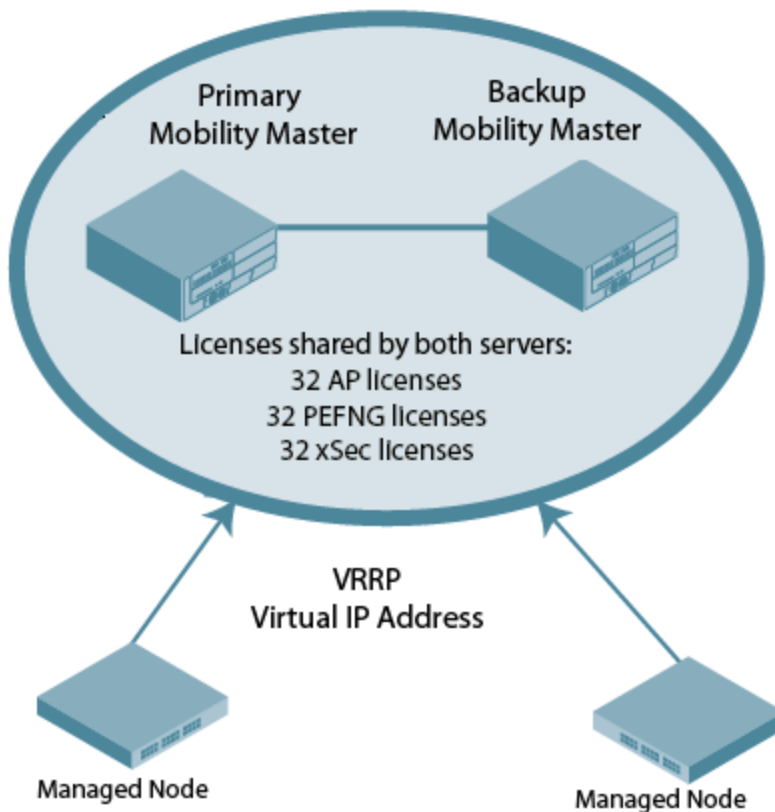 Primary
Mobility Master
Backup
Mobility Master
Licenses shared by both servers:
32 AP licenses
32 PEFNG licenses
32 xSec licenses
VRRP
Virtual IP Address
Managed Node
Managed Node